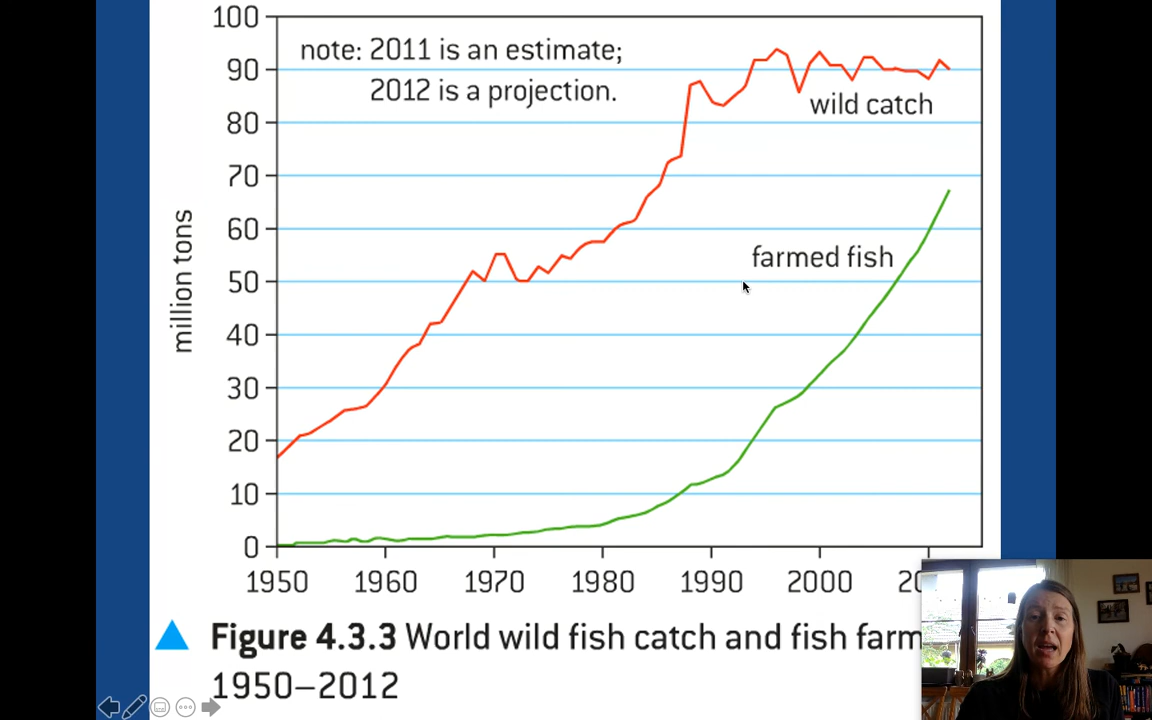 100
note: 2011 is an estimate;
90
2012 is a projection.
wild catch
80
70
60
farmed fish
50
million tons
40
30
20
10
0
1950 1960 1970 1980 1990 2000
Figure 4.3.3 World wild fish catch and fish
1950–2012